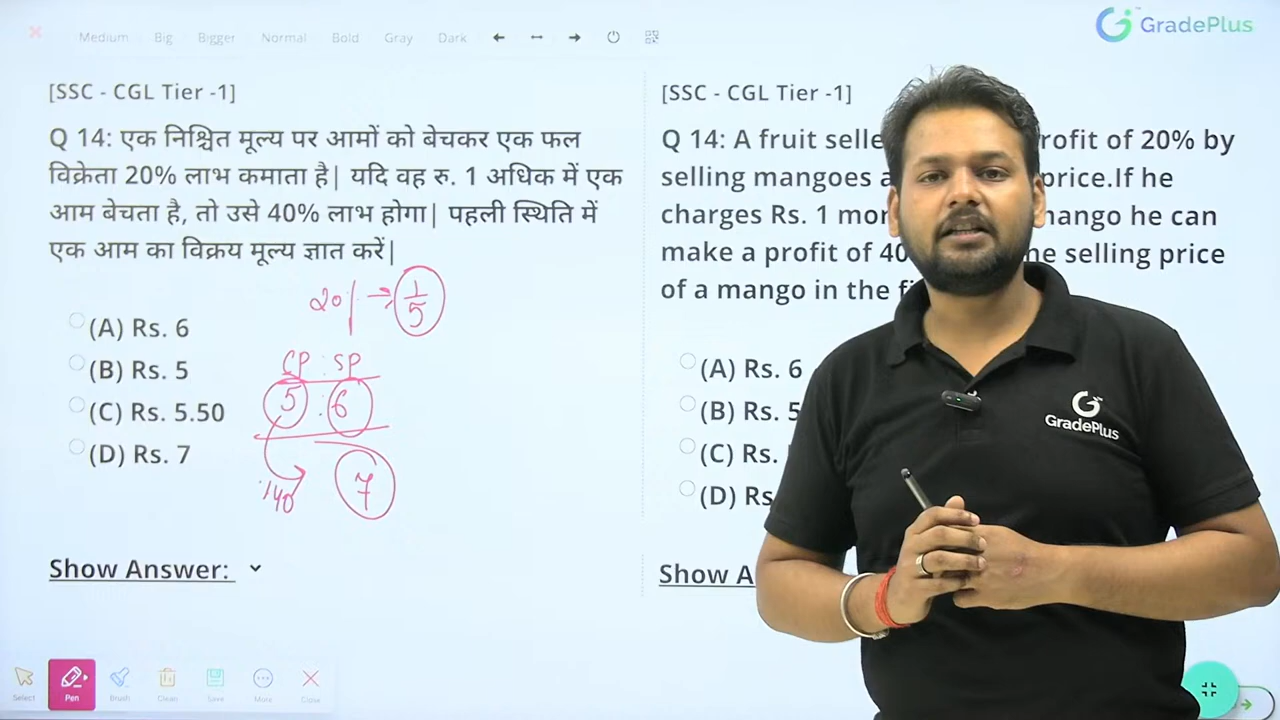 Medium Big Bigger Normal Bold Gray Dark
GradePlus
[SSC - CGL Tier -1]
Q 14: एक निश्चित मूल्य पर आमों को बेचकर एक फल
विक्रेता 20% लाभ कमाता है| यदि वह रु. 1 अधिक में एक
आम बेचता है, तो उसे 40% लाभ होगा| पहली स्थिति में
एक आम का विक्रय मूल्य ज्ञात करें|
20% → 1/5
(A) Rs. 6
(B) Rs. 5
(C) Rs. 5.50
(D) Rs. 7
CP : SP
5 : 6
140 7
Show Answer:
[SSC - CGL Tier -1]
Q 14: A fruit selle rofit of 20% by
selling mangoes a price.If he
charges Rs. 1 mor mango he can
make a profit of 40 he selling price
of a mango in the fi
(A) Rs. 6
(B) Rs. 5
(C) Rs.
(D) Rs
Show A
GradePlus
Select Pen Brush Clean Save More Close